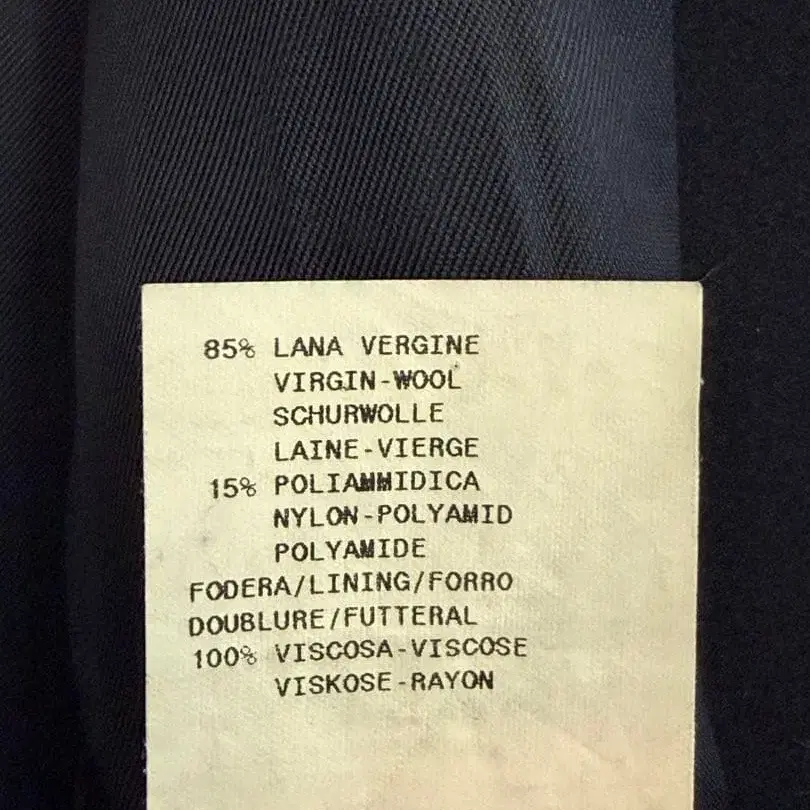 85% LANA VERGINE
VIRGIN-WOOL
SCHURWOLLE
LAINE-VIERGE
15% POLIAMMIDICA
NYLON-POLYAMID
POLYAMIDE
FODERA/LINING/FORRO
DOUBLURE/FUTTERAL
100% VISCOSA-VISCOSE
VISKOSE-RAYON